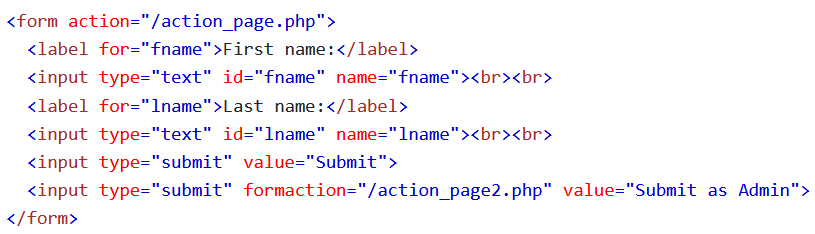 <form action="/action_page.php">
  <label for="fname">First name:</label>
  <input type="text" id="fname" name="fname"><br><br>
  <label for="lname">Last name:</label>
  <input type="text" id="lname" name="lname"><br><br>
  <input type="submit" value="Submit">
  <input type="submit" formaction="/action_page2.php" value="Submit as Admin">
</form>